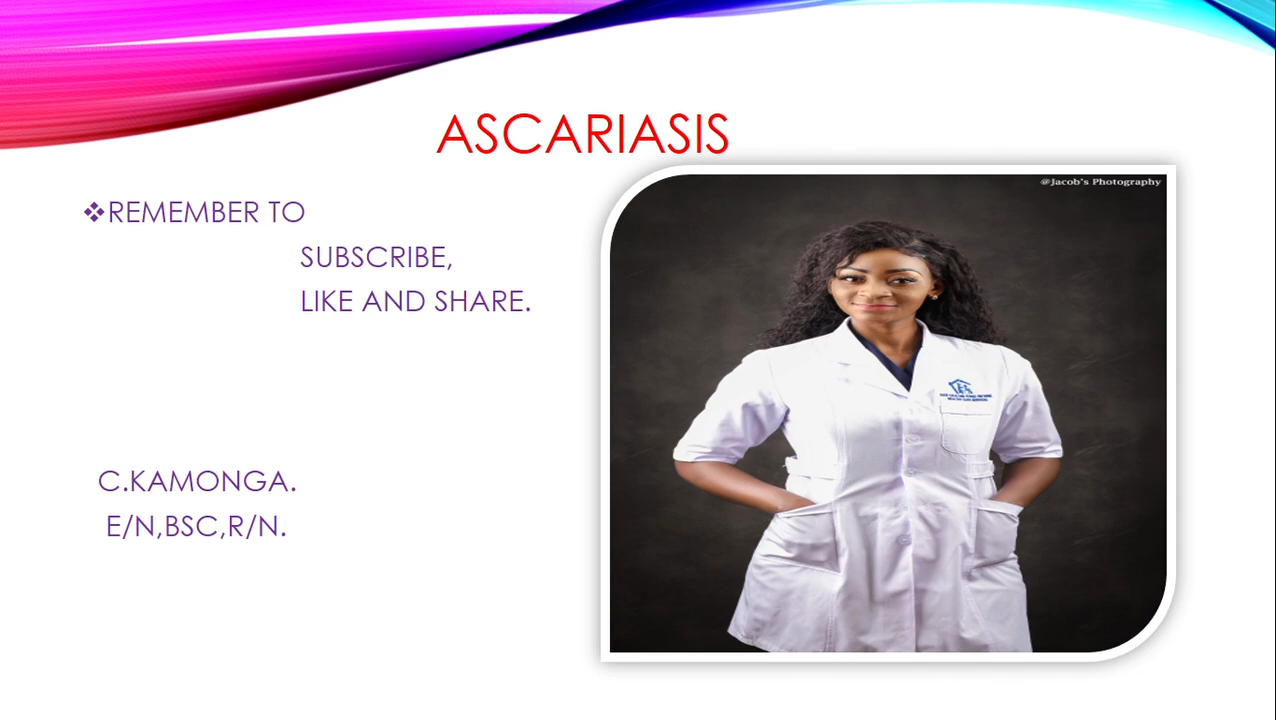 ASCARIASIS
@Jacob's Photography
❖REMEMBER TO
SUBSCRIBE,
LIKE AND SHARE.
C.KAMONGA.
E/N,BSC,R/N.